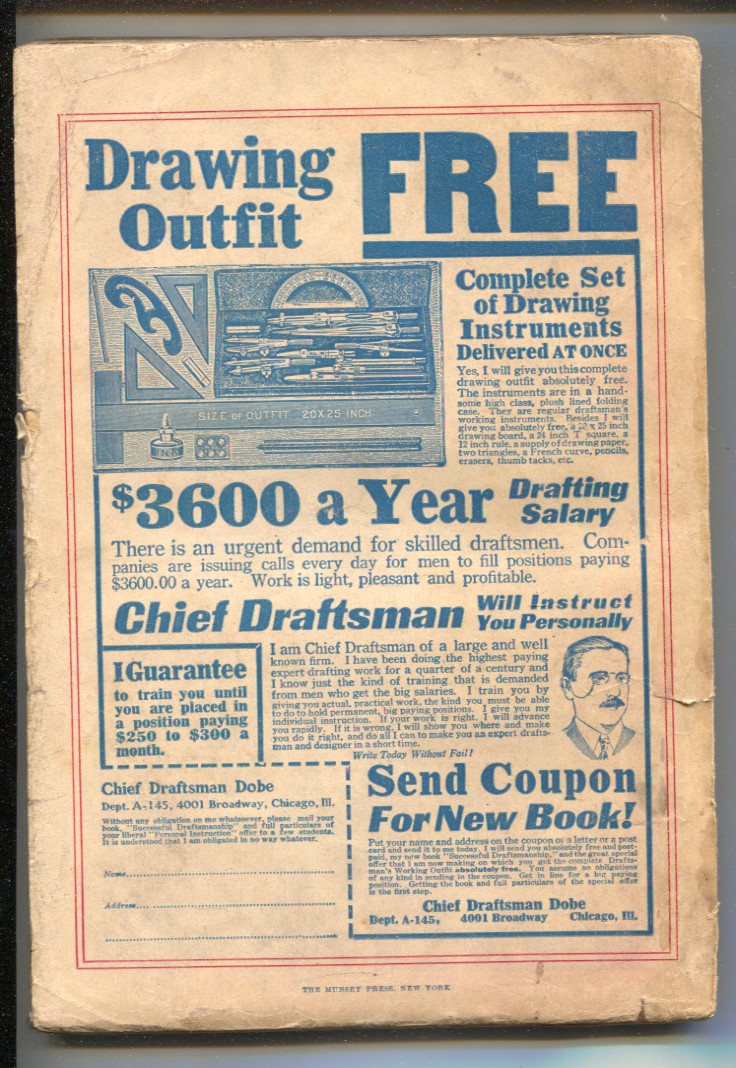 Drawing
Outfit
FREE
SIZE OF OUTFIT 20X25 INCH
INK
Complete Set
of Drawing
Instruments
Delivered AT ONCE
Yes, I will give you this complete
drawing outfit absolutely free.
The instruments are in a hand-
some high class, plush lined folding
case. They are regular draftsman's
working instruments. Besides I will
give you absolutely free, a 20 x 25 inch
drawing board, a 24 inch T square, a
12 inch rule, a supply of drawing paper,
two triangles, a French curve, pencils,
erasers, thumb tacks, etc.
$3600 a Year
Drafting
Salary
There is an urgent demand for skilled draftsmen. Com-
panies are issuing calls every day for men to fill positions paying
$3600.00 a year. Work is light, pleasant and profitable.
Chief Draftsman
Will Instruct
You Personally
I Guarantee
to train you until
you are placed in
a position paying
$250 to $300 a
month.
I am Chief Draftsman of a large and well
known firm. I have been doing the highest paying
expert drafting work for a quarter of a century and
I know just the kind of training that is demanded
from men who get the big salaries. I train you by
giving you actual, practical work, the kind you must be able
to do to hold permanent, big paying positions. I give you my
individual instruction. If your work is right, I will advance
you rapidly. If it is wrong, I will show you where and make
you do it right, and do all I can to make you an expert drafts-
man and designer in a short time.
Write Today Without Fail!
Chief Draftsman Dobe
Dept. A-145, 4001 Broadway, Chicago, Ill.
Without any obligation on me whatsoever, please mail your
book, "Successful Draftsmanship" and full particulars of
your liberal "Personal Instruction" offer to a few students.
It is understood that I am obligated in no way whatever.
Name
Address
Send Coupon
For New Book!
Put your name and address on the coupon or a letter or a post
card and send it to me today. I will send you absolutely free and post-
paid, my new book "Successful Draftsmanship," and the great special
offer that I am now making on which you get the complete Drafts-
man's Working Outfit absolutely free. You assume no obligations
of any kind in sending in the coupon. Get in line for a big paying
position. Getting the book and full particulars of the special offer
is the first step.
Chief Draftsman Dobe
Dept. A-145, 4001 Broadway Chicago, Ill.
THE MUNSEY PRESS, NEW YORK